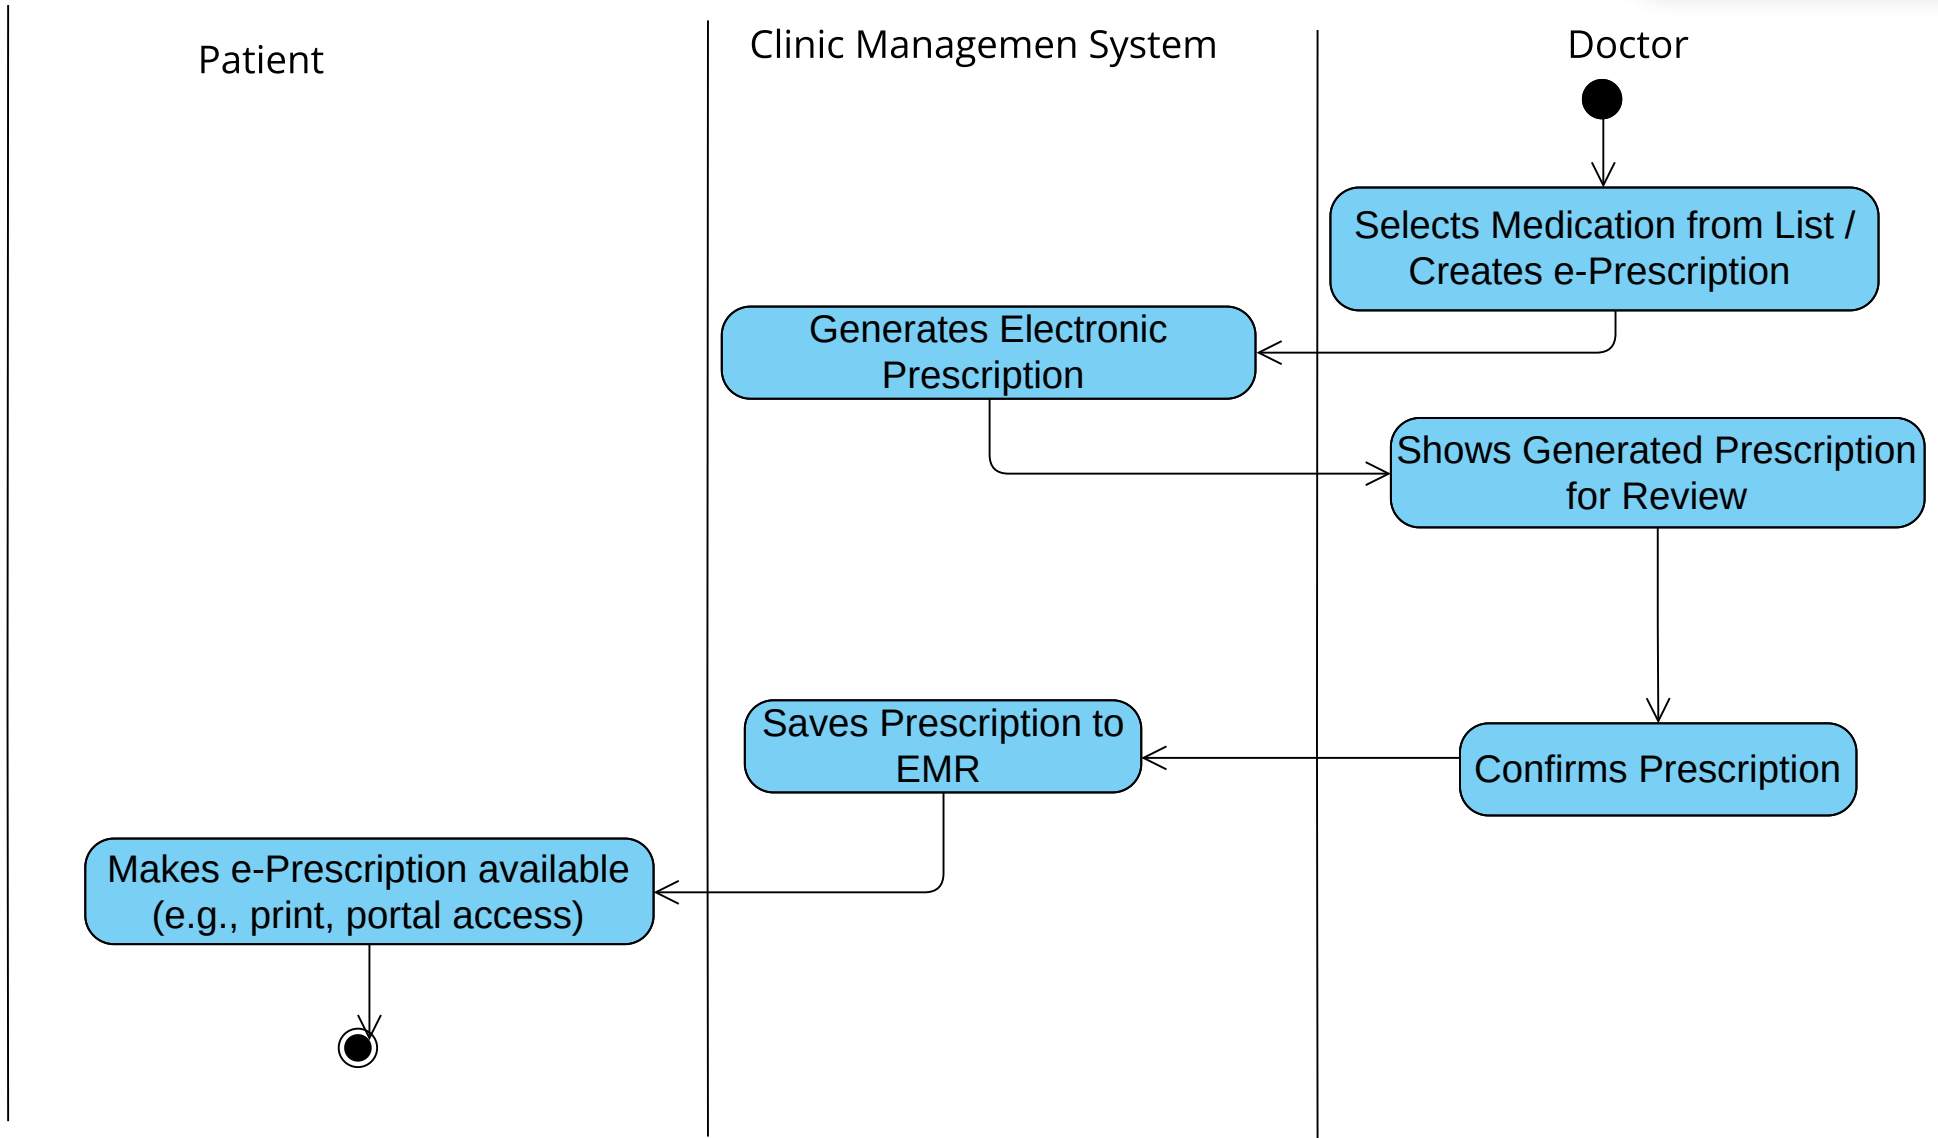 Patient
Clinic Managemen System
Doctor
Selects Medication from List /
Creates e-Prescription
Generates Electronic
Prescription
Shows Generated Prescription
for Review
Saves Prescription to
EMR
Confirms Prescription
Makes e-Prescription available
(e.g., print, portal access)